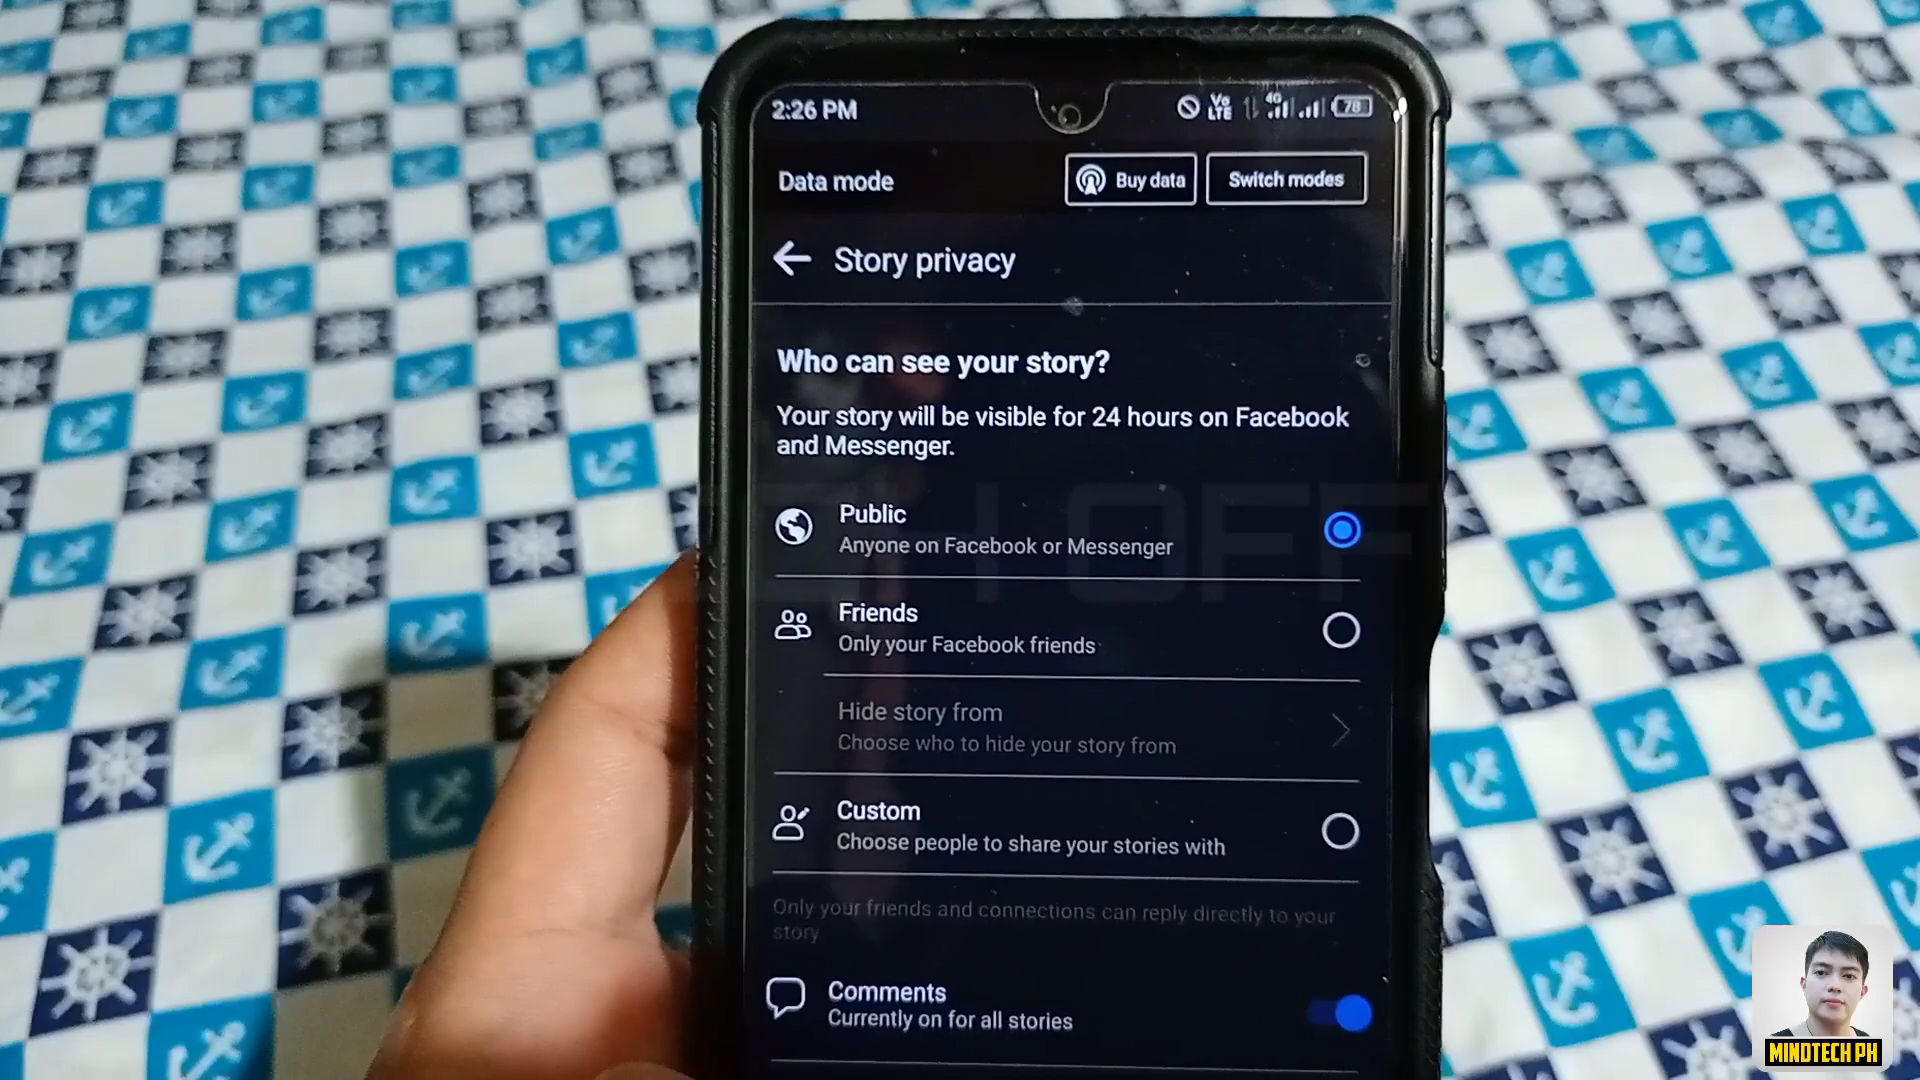 2:26 PM
Vo
LTE
4G
78
Data mode
Buy data
Switch modes
Story privacy
Who can see your story?
Your story will be visible for 24 hours on Facebook
and Messenger.
Public
Anyone on Facebook or Messenger
Friends
Only your Facebook friends
Hide story from
Choose who to hide your story from
Custom
Choose people to share your stories with
Only your friends and connections can reply directly to your
story
Comments
Currently on for all stories
MINDTECH PH